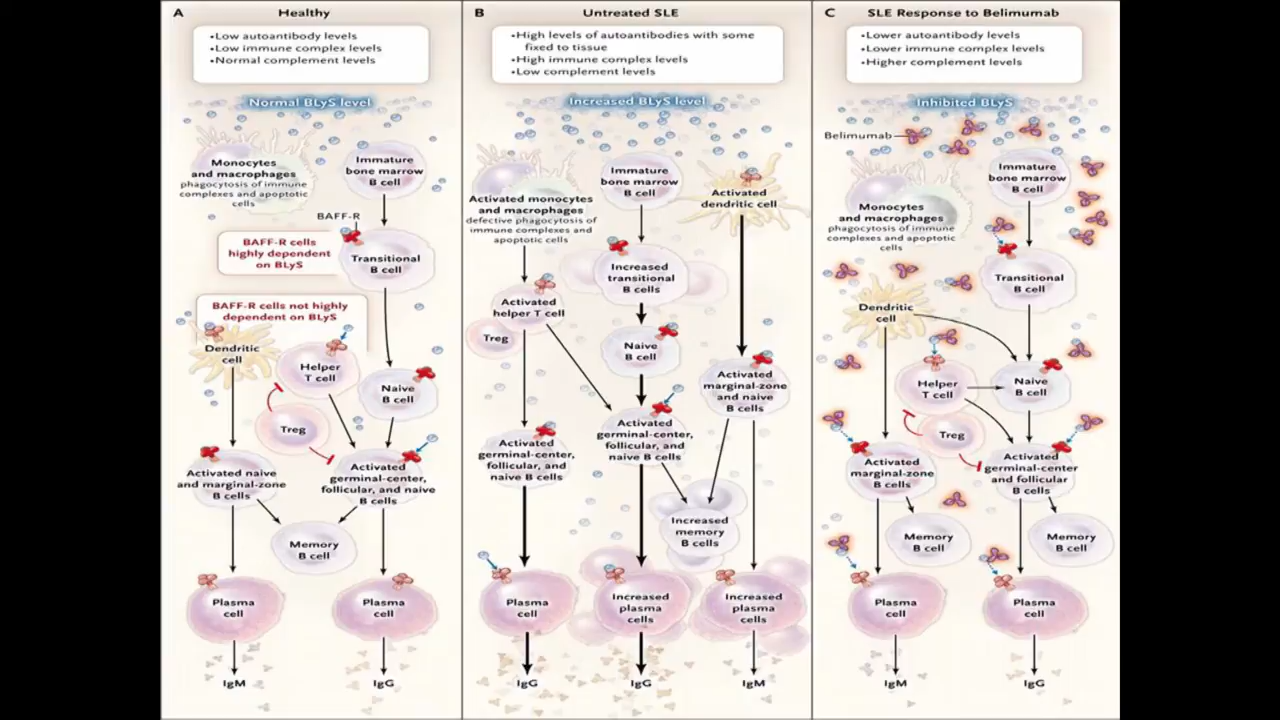 A
Healthy
•Low autoantibody levels
•Low immune complex levels
•Normal complement levels
Normal BLyS level
Monocytes
and macrophages
phagocytosis of immune
complexes and apoptotic
cells
Immature
bone marrow
B cell
BAFF-R
BAFF-R cells
highly dependent
on BLyS
Transitional
B cell
BAFF-R cells not highly
dependent on BLyS
Dendritic
cell
Helper
T cell
Naive
B cell
Treg
Activated naive
and marginal-zone
B cells
Activated
germinal-center,
follicular, and naive
B cells
Memory
B cell
Plasma
cell
Plasma
cell
IgM
IgG
B
Untreated SLE
•High levels of autoantibodies with some
fixed to tissue
•High immune complex levels
•Low complement levels
Increased BLyS level
Activated monocytes
and macrophages
defective phagocytosis of
immune complexes and
apoptotic cells
Immature
bone marrow
B cell
Activated
dendritic cell
Increased
transitional
B cells
Activated
helper T cell
Treg
Naive
B cell
Activated
marginal-zone
and naive
B cells
Activated
germinal-center,
follicular, and
naive B cells
Activated
germinal-center,
follicular, and
naive B cells
Increased
memory
B cells
Plasma
cell
Increased
plasma
cells
Increased
plasma
cells
IgG
IgG
IgM
C
SLE Response to Belimumab
•Lower autoantibody levels
•Lower immune complex levels
•Higher complement levels
Inhibited BLyS
Belimumab
Monocytes
and macrophages
phagocytosis of immune
complexes and apoptotic
cells
Immature
bone marrow
B cell
Transitional
B cell
Dendritic
cell
Helper
T cell
Naive
B cell
Treg
Activated
marginal-zone
B cells
Activated
germinal-center
and follicular
B cells
Memory
B cell
Memory
B cell
Plasma
cell
Plasma
cell
IgM
IgG